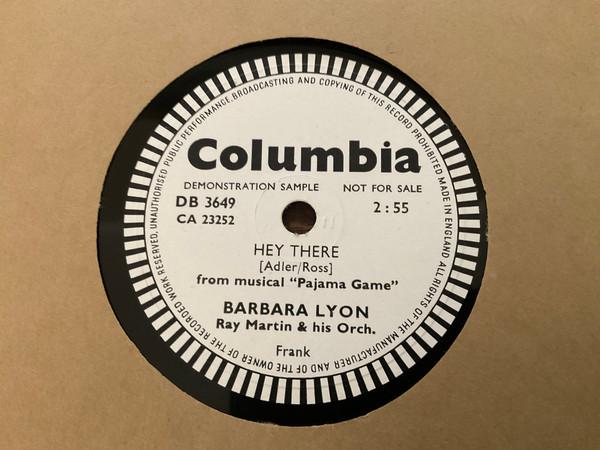 UNAUTHORISED PUBLIC PERFORMANCE, BROADCASTING AND COPYING OF THIS RECORD PROHIBITED MADE IN ENGLAND ALL RIGHTS OF THE MANUFACTURER AND OF THE OWNER OF THE RECORDED WORK RESERVED.
Columbia
DEMONSTRATION SAMPLE NOT FOR SALE
DB 3649 2 : 55
CA 23252
HEY THERE
[Adler/Ross]
from musical “Pajama Game”
BARBARA LYON
Ray Martin & his Orch.
Frank